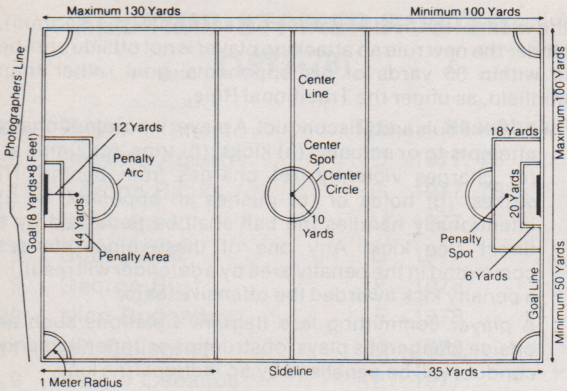 Maximum 130 Yards
Minimum 100 Yards
Photographers' Line
Maximum 100 Yards
Center
Line
12 Yards
18 Yards
Penalty
Arc
Center
Spot
Center
Circle
Goal (8 Yards×8 Feet)
44 Yards
20 Yards
10
Yards
Penalty
Spot
Penalty Area
6 Yards
Goal Line
Minimum 50 Yards
1 Meter Radius
Sideline
35 Yards